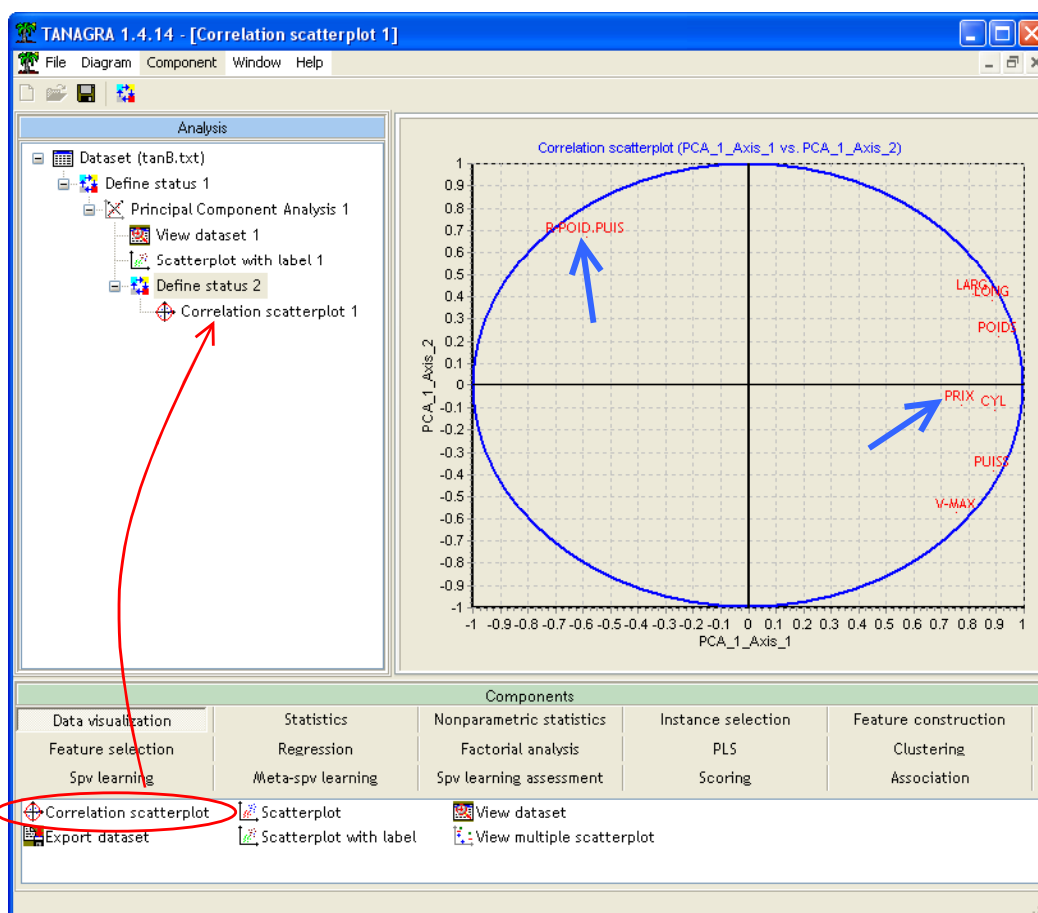 TANAGRA 1.4.14 - [Correlation scatterplot 1]
File Diagram Component Window Help
Analysis
Dataset (tanB.txt)
Define status 1
Principal Component Analysis 1
View dataset 1
Scatterplot with label 1
Define status 2
Correlation scatterplot 1
Correlation scatterplot (PCA_1_Axis_1 vs. PCA_1_Axis_2)
1
0.9
0.8
0.7
0.6
0.5
0.4
0.3
0.2
0.1
0
-0.1
-0.2
-0.3
-0.4
-0.5
-0.6
-0.7
-0.8
-0.9
-1
PCA_1_Axis_2
R-POID.PUIS
LARG
LONG
POIDS
PRIX
CYL
PUISS
V-MAX
-1 -0.9 -0.8 -0.7 -0.6 -0.5 -0.4 -0.3 -0.2 -0.1 0 0.1 0.2 0.3 0.4 0.5 0.6 0.7 0.8 0.9 1
PCA_1_Axis_1
Components
Data visualization Statistics Nonparametric statistics Instance selection Feature construction
Feature selection Regression Factorial analysis PLS Clustering
Spv learning Meta-spv learning Spv learning assessment Scoring Association
Correlation scatterplot Scatterplot View dataset
Export dataset Scatterplot with label View multiple scatterplot